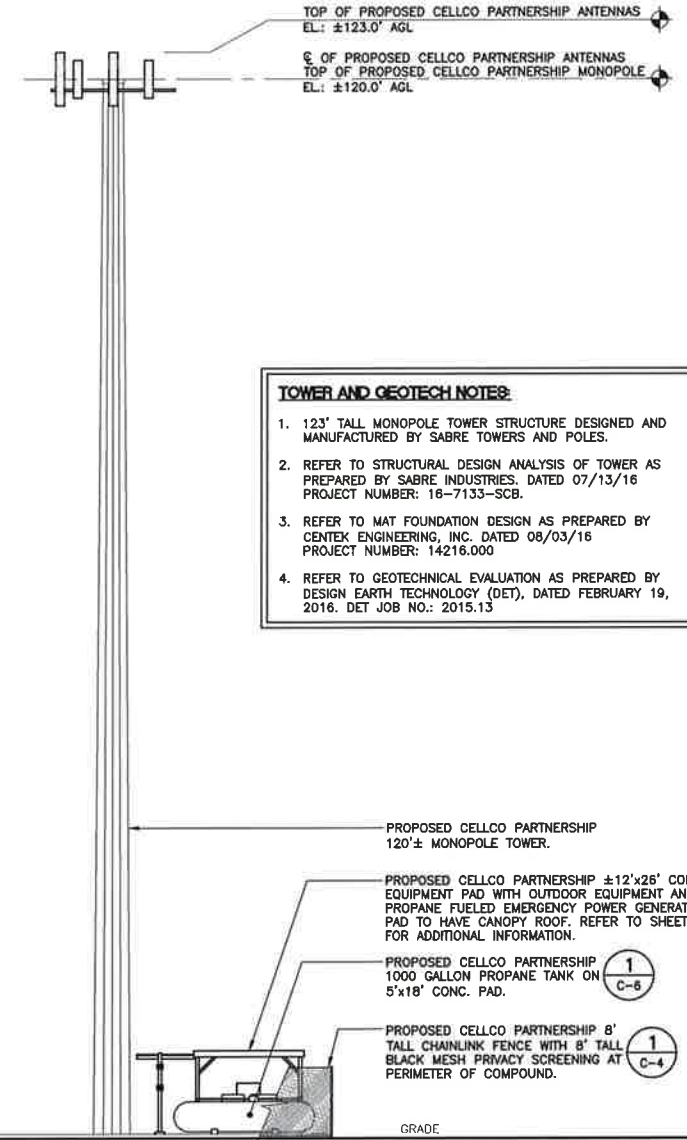 TOP OF PROPOSED CELLCO PARTNERSHIP ANTENNAS
EL.: ±123.0' AGL
℄ OF PROPOSED CELLCO PARTNERSHIP ANTENNAS
TOP OF PROPOSED CELLCO PARTNERSHIP MONOPOLE
EL.: ±120.0' AGL
TOWER AND GEOTECH NOTES:
1. 123' TALL MONOPOLE TOWER STRUCTURE DESIGNED AND
MANUFACTURED BY SABRE TOWERS AND POLES.
2. REFER TO STRUCTURAL DESIGN ANALYSIS OF TOWER AS
PREPARED BY SABRE INDUSTRIES. DATED 07/13/16
PROJECT NUMBER: 16-7133-SCB.
3. REFER TO MAT FOUNDATION DESIGN AS PREPARED BY
CENTEK ENGINEERING, INC. DATED 08/03/16
PROJECT NUMBER: 14216.000
4. REFER TO GEOTECHNICAL EVALUATION AS PREPARED BY
DESIGN EARTH TECHNOLOGY (DET), DATED FEBRUARY 19,
2016. DET JOB NO.: 2015.13
PROPOSED CELLCO PARTNERSHIP
120'± MONOPOLE TOWER.
PROPOSED CELLCO PARTNERSHIP ±12'x26'
EQUIPMENT PAD WITH OUTDOOR EQUIPMENT
PROPANE FUELED EMERGENCY POWER
PAD TO HAVE CANOPY ROOF. REFER TO SHEET
FOR ADDITIONAL INFORMATION.
PROPOSED CELLCO PARTNERSHIP
1000 GALLON PROPANE TANK ON
5'x18' CONC. PAD.
1
C-6
PROPOSED CELLCO PARTNERSHIP 8'
TALL CHAINLINK FENCE WITH 8' TALL
BLACK MESH PRIVACY SCREENING AT
PERIMETER OF COMPOUND.
1
C-4
GRADE